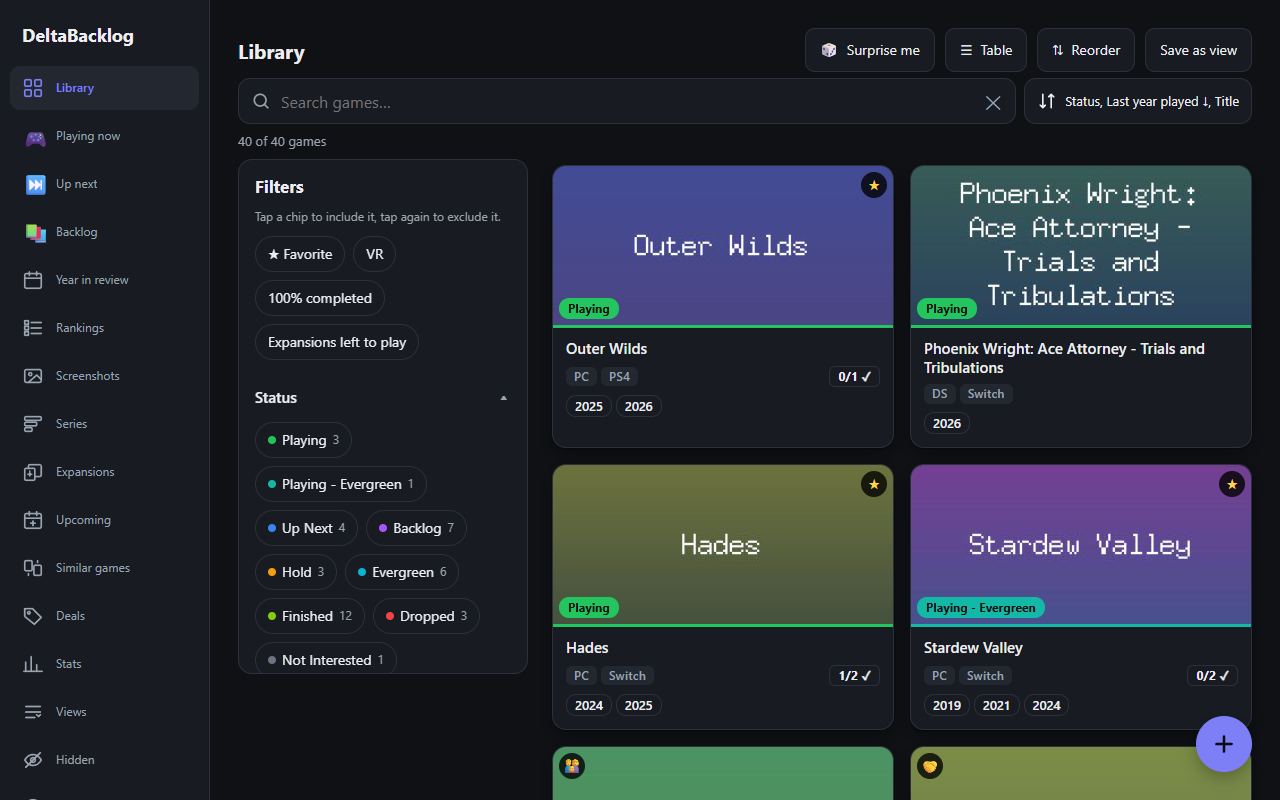 DeltaBacklog
Library
Playing now
Up next
Backlog
Year in review
Rankings
Screenshots
Series
Expansions
Upcoming
Similar games
Deals
Stats
Views
Hidden
Library
Surprise me
Table
Reorder
Save as view
Search games...
Status, Last year played ↓, Title
40 of 40 games
Filters
Tap a chip to include it, tap again to exclude it.
★ Favorite
VR
100% completed
Expansions left to play
Status
Playing 3
Playing - Evergreen 1
Up Next 4
Backlog 7
Hold 3
Evergreen 6
Finished 12
Dropped 3
Not Interested 1
Outer Wilds
Playing
Outer Wilds
PC PS4
0/1 ✓
2025 2026
Phoenix Wright:
Ace Attorney -
Trials and
Tribulations
Playing
Phoenix Wright: Ace Attorney - Trials and
Tribulations
DS Switch
2026
Hades
Playing
Hades
PC Switch
1/2 ✓
2024 2025
Stardew Valley
Playing - Evergreen
Stardew Valley
PC Switch
0/2 ✓
2019 2021 2024